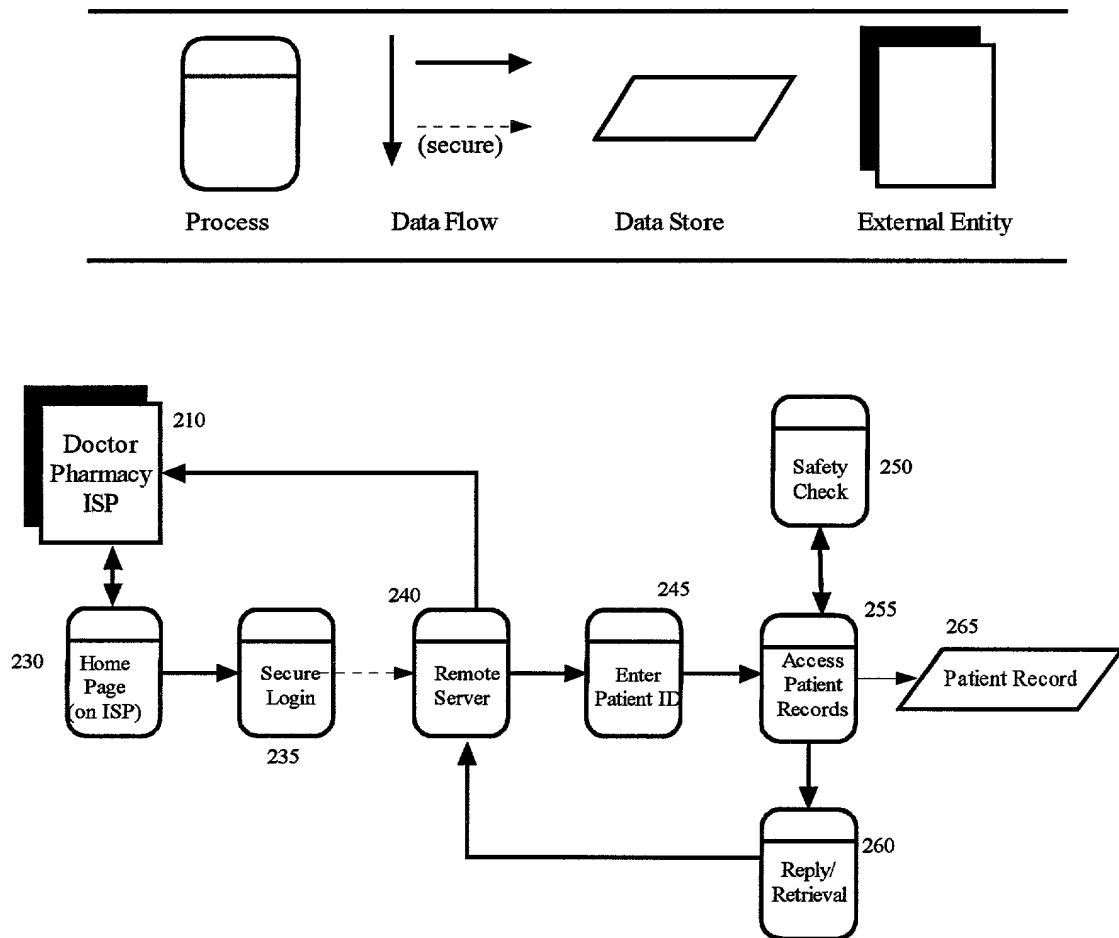 (secure)
Process
Data Flow
Data Store
External Entity
210
Doctor
Pharmacy
ISP
Safety
Check
250
230
Home
Page
(on ISP)
Secure
Login
235
240
Remote
Server
245
Enter
Patient ID
255
Access
Patient
Records
265
Patient Record
260
Reply/
Retrieval